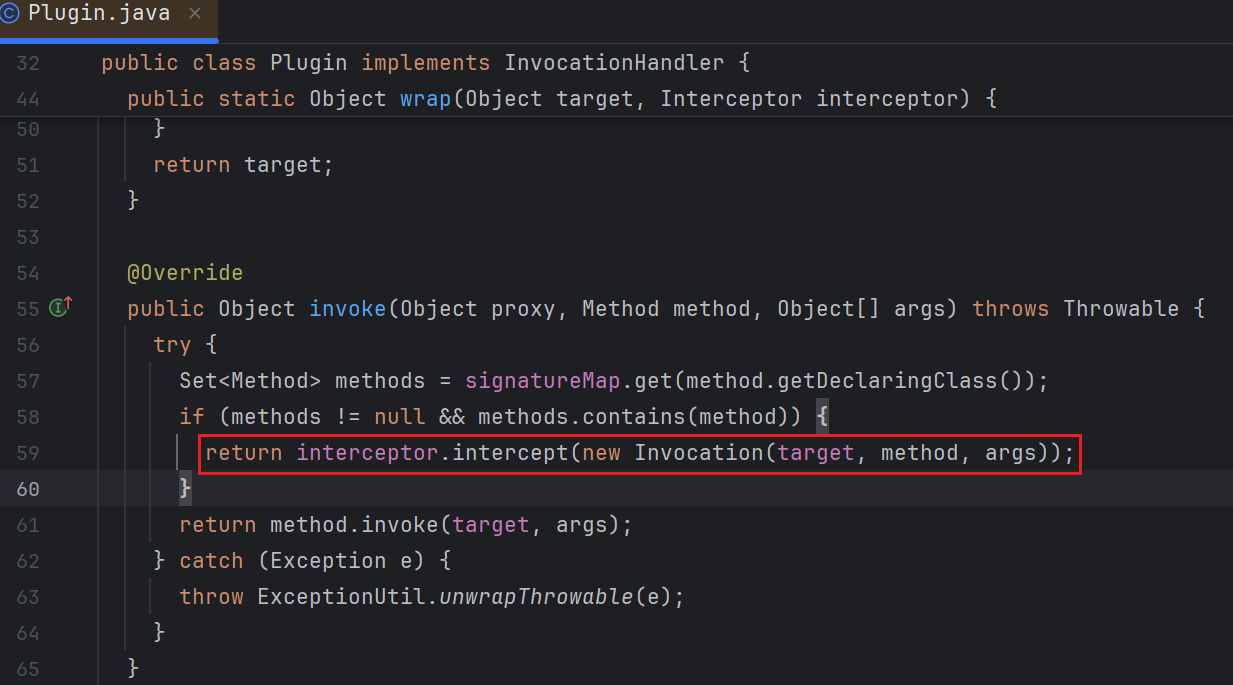 Plugin.java ×
32 public class Plugin implements InvocationHandler {
44 public static Object wrap(Object target, Interceptor interceptor) {
50 }
51 return target;
52 }
53
54 @Override
55 public Object invoke(Object proxy, Method method, Object[] args) throws Throwable {
56 try {
57 Set<Method> methods = signatureMap.get(method.getDeclaringClass());
58 if (methods != null && methods.contains(method)) {
59 return interceptor.intercept(new Invocation(target, method, args));
60 }
61 return method.invoke(target, args);
62 } catch (Exception e) {
63 throw ExceptionUtil.unwrapThrowable(e);
64 }
65 }